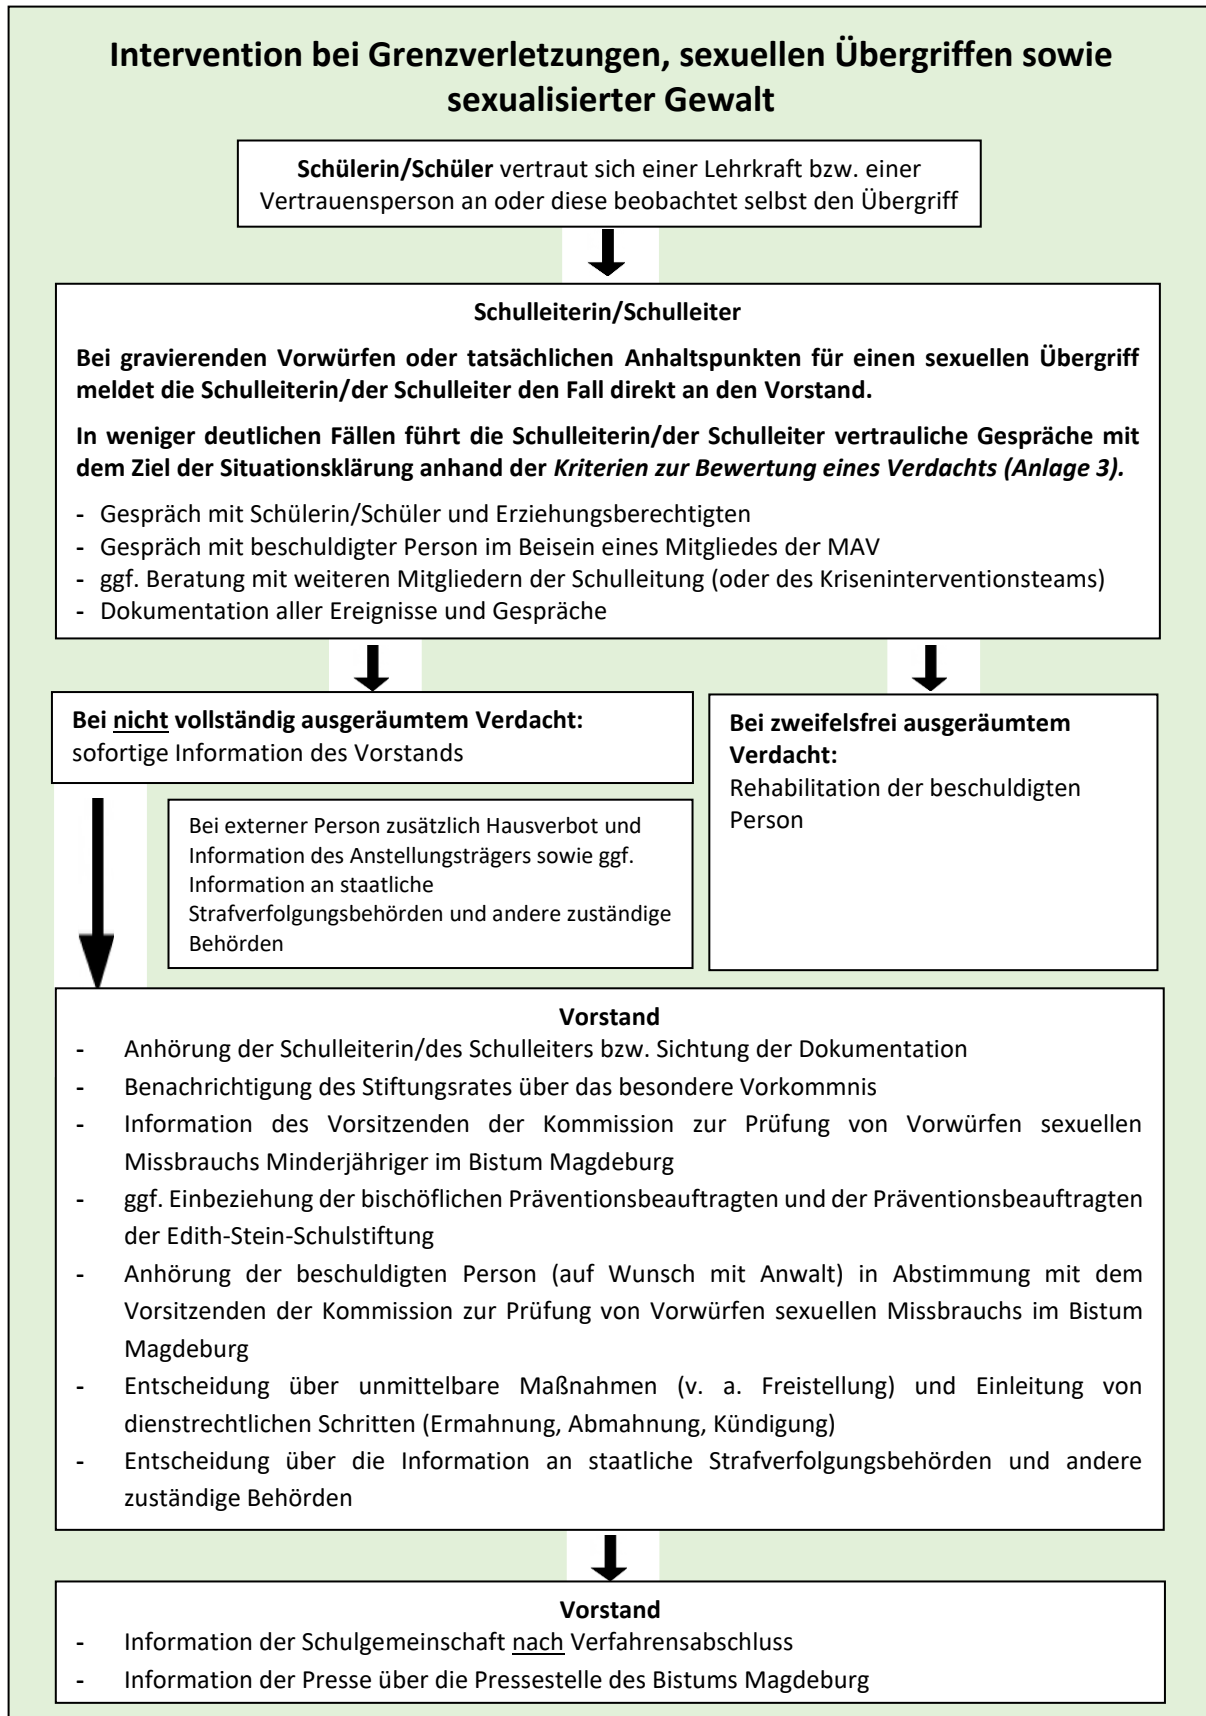 Intervention bei Grenzverletzungen, sexuellen Übergriffen sowie
sexualisierter Gewalt
Schülerin/Schüler vertraut sich einer Lehrkraft bzw. einer
Vertrauensperson an oder diese beobachtet selbst den Übergriff
Schulleiterin/Schulleiter
Bei gravierenden Vorwürfen oder tatsächlichen Anhaltspunkten für einen sexuellen Übergriff
meldet die Schulleiterin/der Schulleiter den Fall direkt an den Vorstand.
In weniger deutlichen Fällen führt die Schulleiterin/der Schulleiter vertrauliche Gespräche mit
dem Ziel der Situationsklärung anhand der Kriterien zur Bewertung eines Verdachts (Anlage 3).
- Gespräch mit Schülerin/Schüler und Erziehungsberechtigten
- Gespräch mit beschuldigter Person im Beisein eines Mitgliedes der MAV
- ggf. Beratung mit weiteren Mitgliedern der Schulleitung (oder des Kriseninterventionsteams)
- Dokumentation aller Ereignisse und Gespräche
Bei nicht vollständig ausgeräumtem Verdacht:
sofortige Information des Vorstands
Bei externer Person zusätzlich Hausverbot und
Information des Anstellungsträgers sowie ggf.
Information an staatliche
Strafverfolgungsbehörden und andere zuständige
Behörden
Bei zweifelsfrei ausgeräumtem
Verdacht:
Rehabilitation der beschuldigten
Person
Vorstand
- Anhörung der Schulleiterin/des Schulleiters bzw. Sichtung der Dokumentation
- Benachrichtigung des Stiftungsrates über das besondere Vorkommnis
- Information des Vorsitzenden der Kommission zur Prüfung von Vorwürfen sexuellen
Missbrauchs Minderjähriger im Bistum Magdeburg
- ggf. Einbeziehung der bischöflichen Präventionsbeauftragten und der Präventionsbeauftragten
der Edith-Stein-Schulstiftung
- Anhörung der beschuldigten Person (auf Wunsch mit Anwalt) in Abstimmung mit dem
Vorsitzenden der Kommission zur Prüfung von Vorwürfen sexuellen Missbrauchs im Bistum
Magdeburg
- Entscheidung über unmittelbare Maßnahmen (v. a. Freistellung) und Einleitung von
dienstrechtlichen Schritten (Ermahnung, Abmahnung, Kündigung)
- Entscheidung über die Information an staatliche Strafverfolgungsbehörden und andere
zuständige Behörden
Vorstand
- Information der Schulgemeinschaft nach Verfahrensabschluss
- Information der Presse über die Pressestelle des Bistums Magdeburg